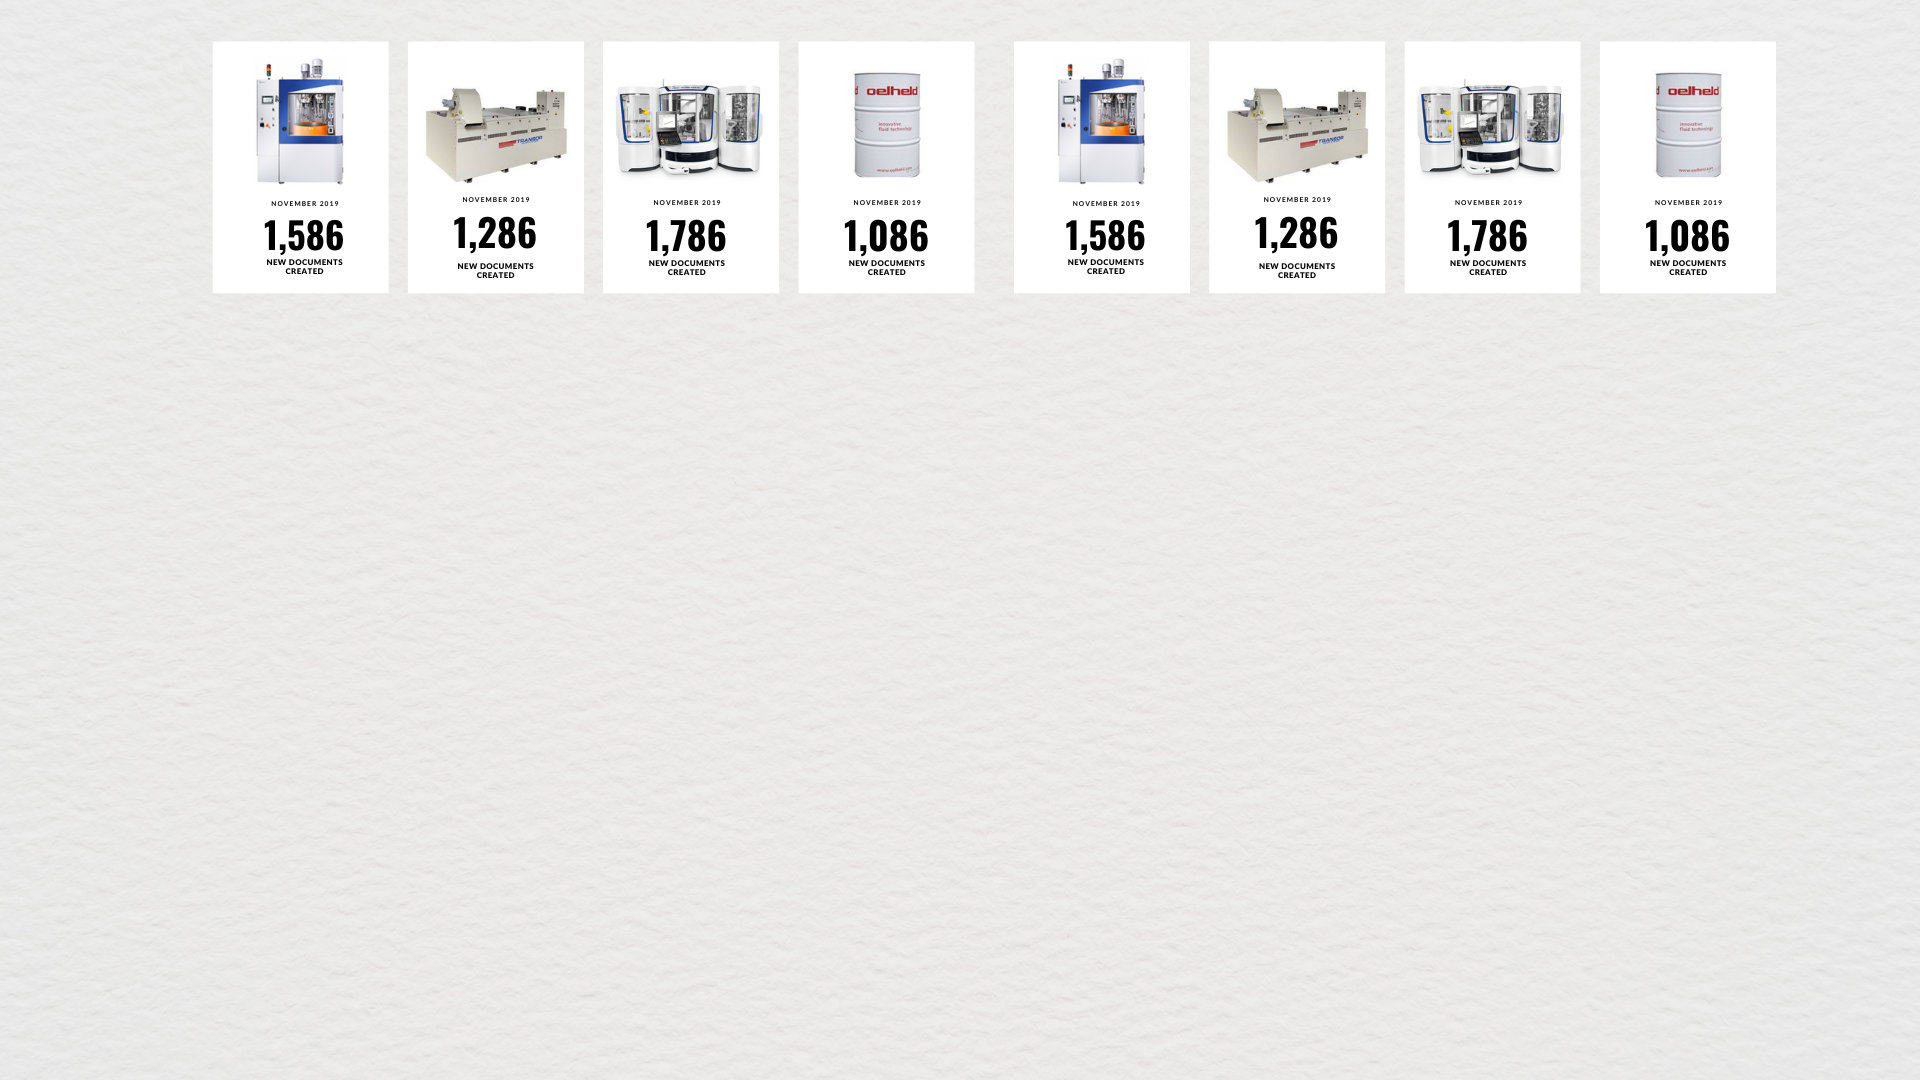 oelheld
innovative
fluid technology
TRANSOR
NOVEMBER 2019
1,586
NEW DOCUMENTS
CREATED
NOVEMBER 2019
1,286
NEW DOCUMENTS
CREATED
NOVEMBER 2019
1,786
NEW DOCUMENTS
CREATED
NOVEMBER 2019
1,086
NEW DOCUMENTS
CREATED
oelheld
innovative
fluid technology
TRANSOR
NOVEMBER 2019
1,586
NEW DOCUMENTS
CREATED
NOVEMBER 2019
1,286
NEW DOCUMENTS
CREATED
NOVEMBER 2019
1,786
NEW DOCUMENTS
CREATED
NOVEMBER 2019
1,086
NEW DOCUMENTS
CREATED